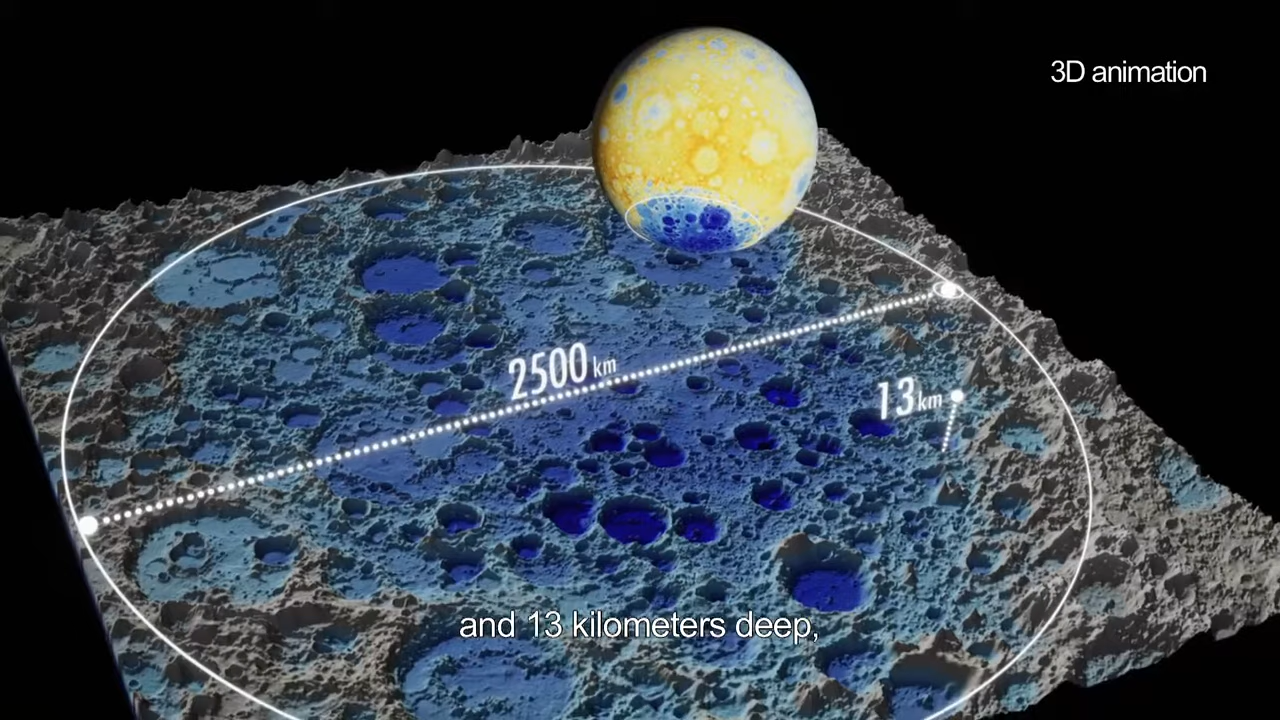 3D animation
2500 km
13 km
and 13 kilometers deep,